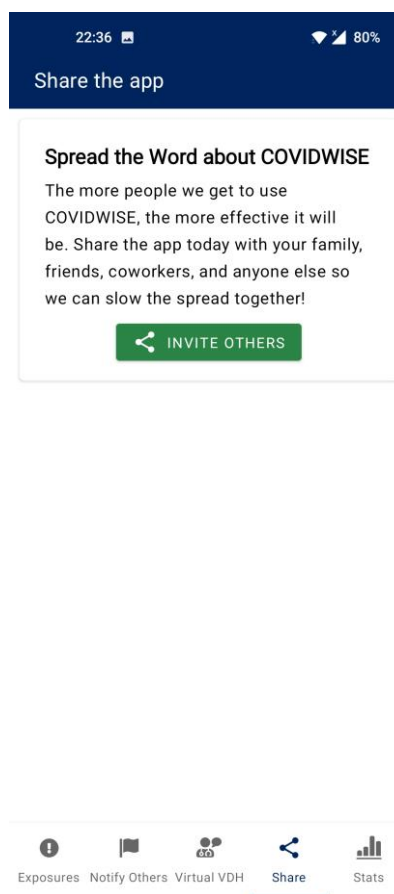 22:36 80%
Share the app
Spread the Word about COVIDWISE
The more people we get to use
COVIDWISE, the more effective it will
be. Share the app today with your family,
friends, coworkers, and anyone else so
we can slow the spread together!
INVITE OTHERS
Exposures Notify Others Virtual VDH Share Stats